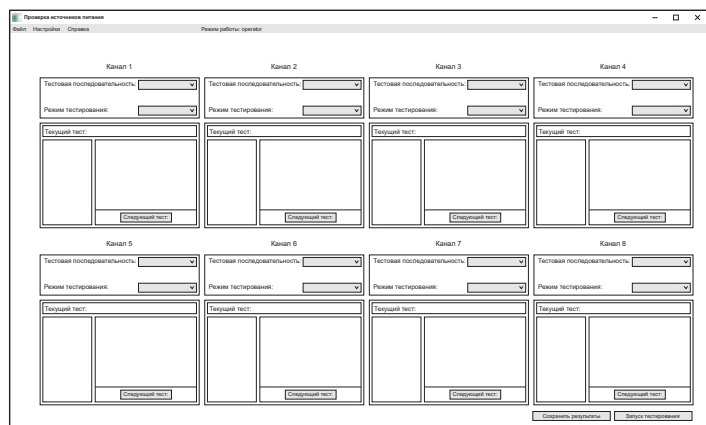 Проверка источников питания
Файл Настройки Справка Режим работы: operator
Канал 1 Канал 2 Канал 3 Канал 4
Тестовая последовательность: Тестовая последовательность: Тестовая последовательность: Тестовая последовательность:
Режим тестирования: Режим тестирования: Режим тестирования: Режим тестирования:
Текущий тест: Текущий тест: Текущий тест: Текущий тест:
Следующий тест: Следующий тест: Следующий тест: Следующий тест:
Канал 5 Канал 6 Канал 7 Канал 8
Тестовая последовательность: Тестовая последовательность: Тестовая последовательность: Тестовая последовательность:
Режим тестирования: Режим тестирования: Режим тестирования: Режим тестирования:
Текущий тест: Текущий тест: Текущий тест: Текущий тест:
Следующий тест: Следующий тест: Следующий тест: Следующий тест:
Сохранить результаты Запуск тестирования